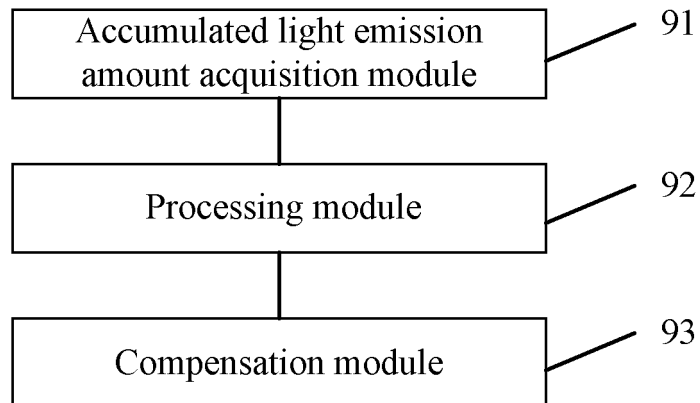 Accumulated light emission
amount acquisition module
91
Processing module
92
Compensation module
93